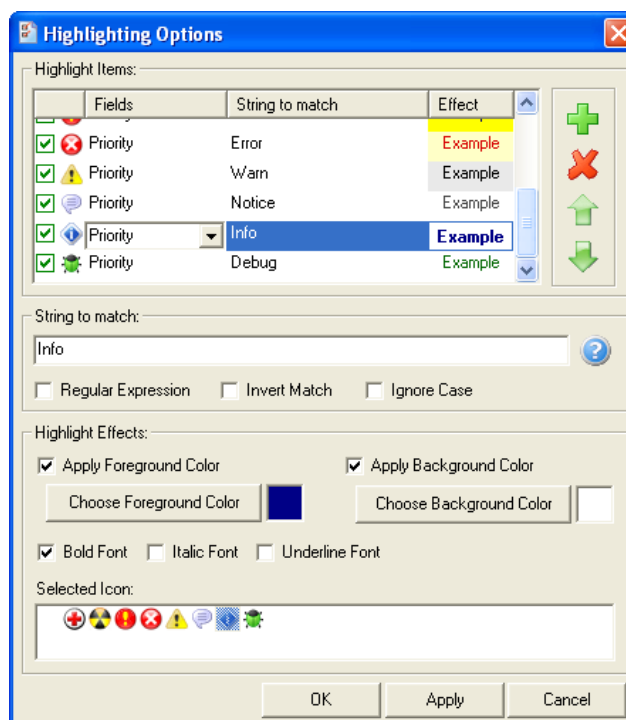 Highlighting Options
Highlight Items:
Fields String to match Effect
Priority Error Example
Priority Warn Example
Priority Notice Example
Priority Info Example
Priority Debug Example
String to match:
Info
Regular Expression Invert Match Ignore Case
Highlight Effects:
Apply Foreground Color Apply Background Color
Choose Foreground Color Choose Background Color
Bold Font Italic Font Underline Font
Selected Icon:
OK Apply Cancel